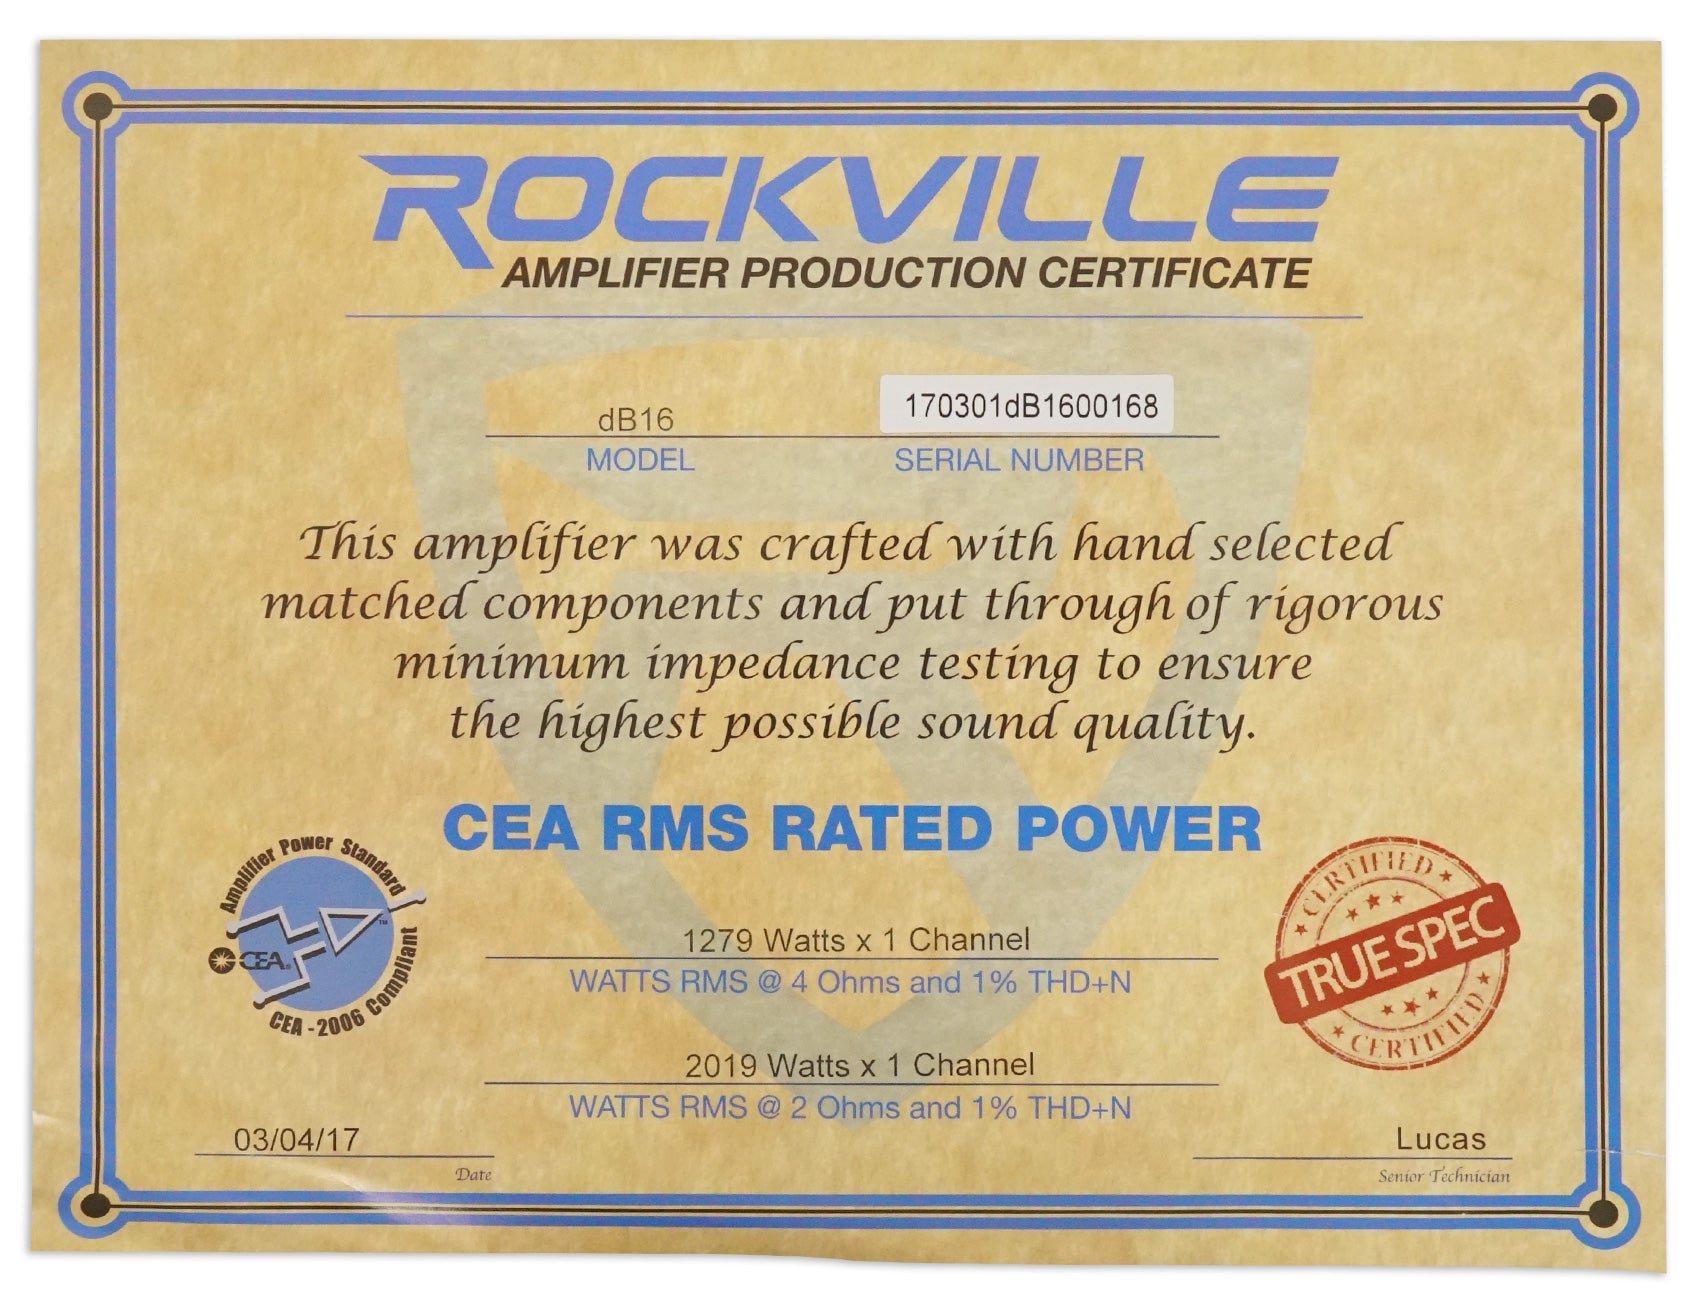 ROCKVILLE
AMPLIFIER PRODUCTION CERTIFICATE
dB16
170301dB1600168
MODEL
SERIAL NUMBER
This amplifier was crafted with hand selected
matched components and put through of rigorous
minimum impedance testing to ensure
the highest possible sound quality.
CEA RMS RATED POWER
Amplifier Power Standard
TM
CEA®
CEA - 2006 Compliant
CERTIFIED
TRUE SPEC
CERTIFIED
1279 Watts x 1 Channel
WATTS RMS @ 4 Ohms and 1% THD+N
2019 Watts x 1 Channel
WATTS RMS @ 2 Ohms and 1% THD+N
03/04/17
Date
Lucas
Senior Technician